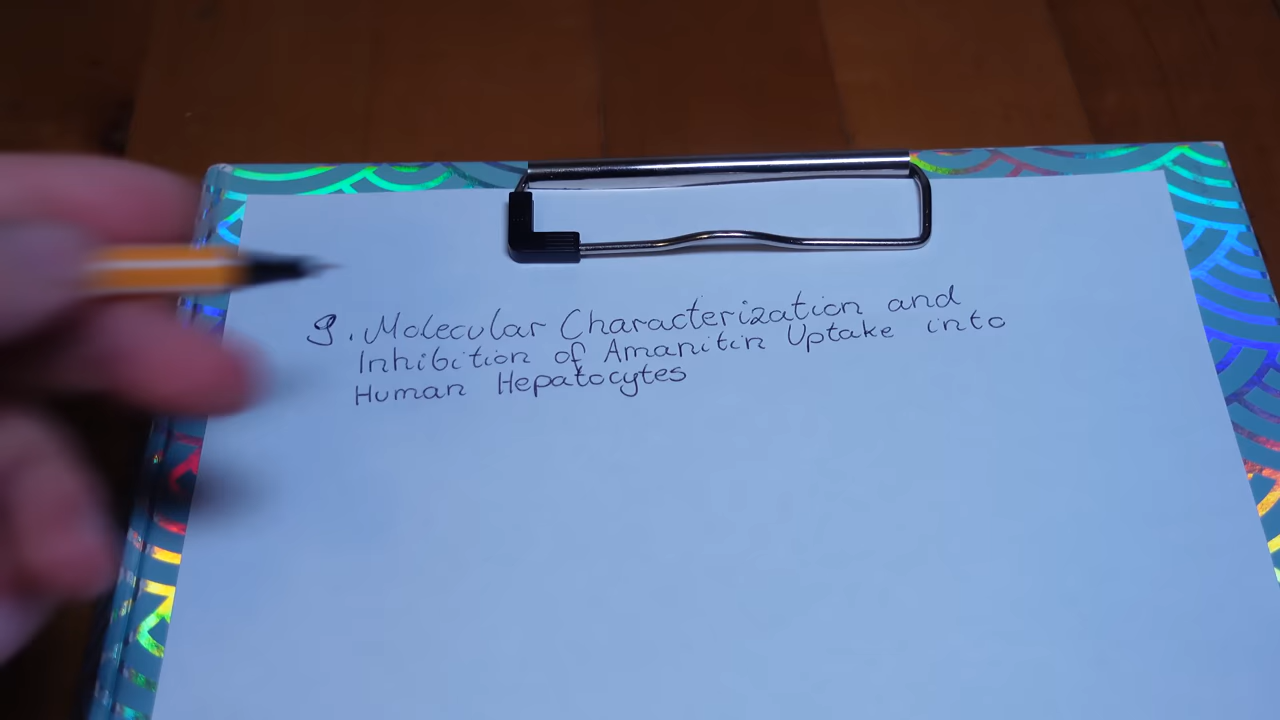 9. Molecular Characterization and
Inhibition of Amanitin Uptake into
Human Hepatocytes